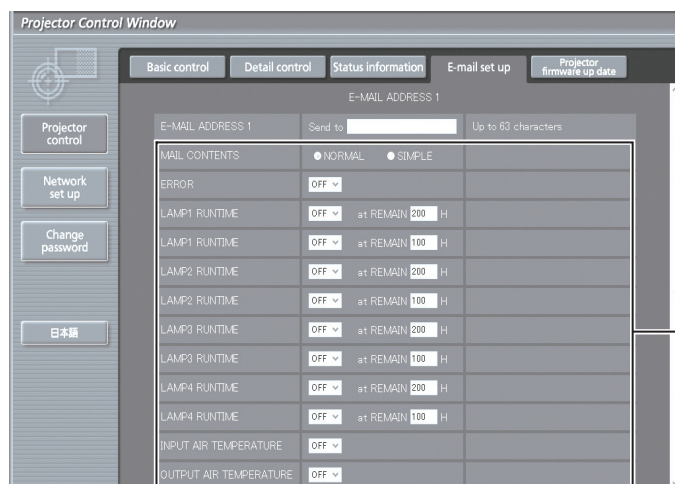 Projector Control Window
Basic control
Detail control
Status information
E-mail set up
Projector
firmware up date
E-MAIL ADDRESS 1
Projector
control
Network
set up
Change
password
日本語
E-MAIL ADDRESS 1 Send to Up to 63 characters
MAIL CONTENTS NORMAL SIMPLE
ERROR OFF
LAMP1 RUNTIME OFF at REMAIN 200 H
LAMP1 RUNTIME OFF at REMAIN 100 H
LAMP2 RUNTIME OFF at REMAIN 200 H
LAMP2 RUNTIME OFF at REMAIN 100 H
LAMP3 RUNTIME OFF at REMAIN 200 H
LAMP3 RUNTIME OFF at REMAIN 100 H
LAMP4 RUNTIME OFF at REMAIN 200 H
LAMP4 RUNTIME OFF at REMAIN 100 H
INPUT AIR TEMPERATURE OFF
OUTPUT AIR TEMPERATURE OFF